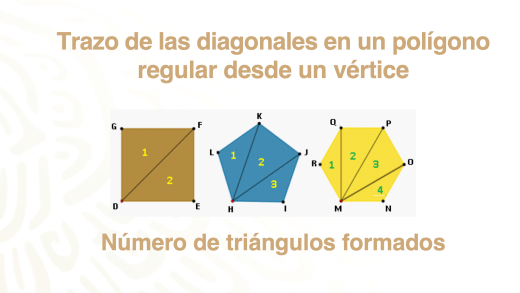 Trazo de las diagonales en un polígono
regular desde un vértice
G F K Q P
1 L 1 2 J R 1 2 3 O
2 3 4
D E H I M N
Número de triángulos formados